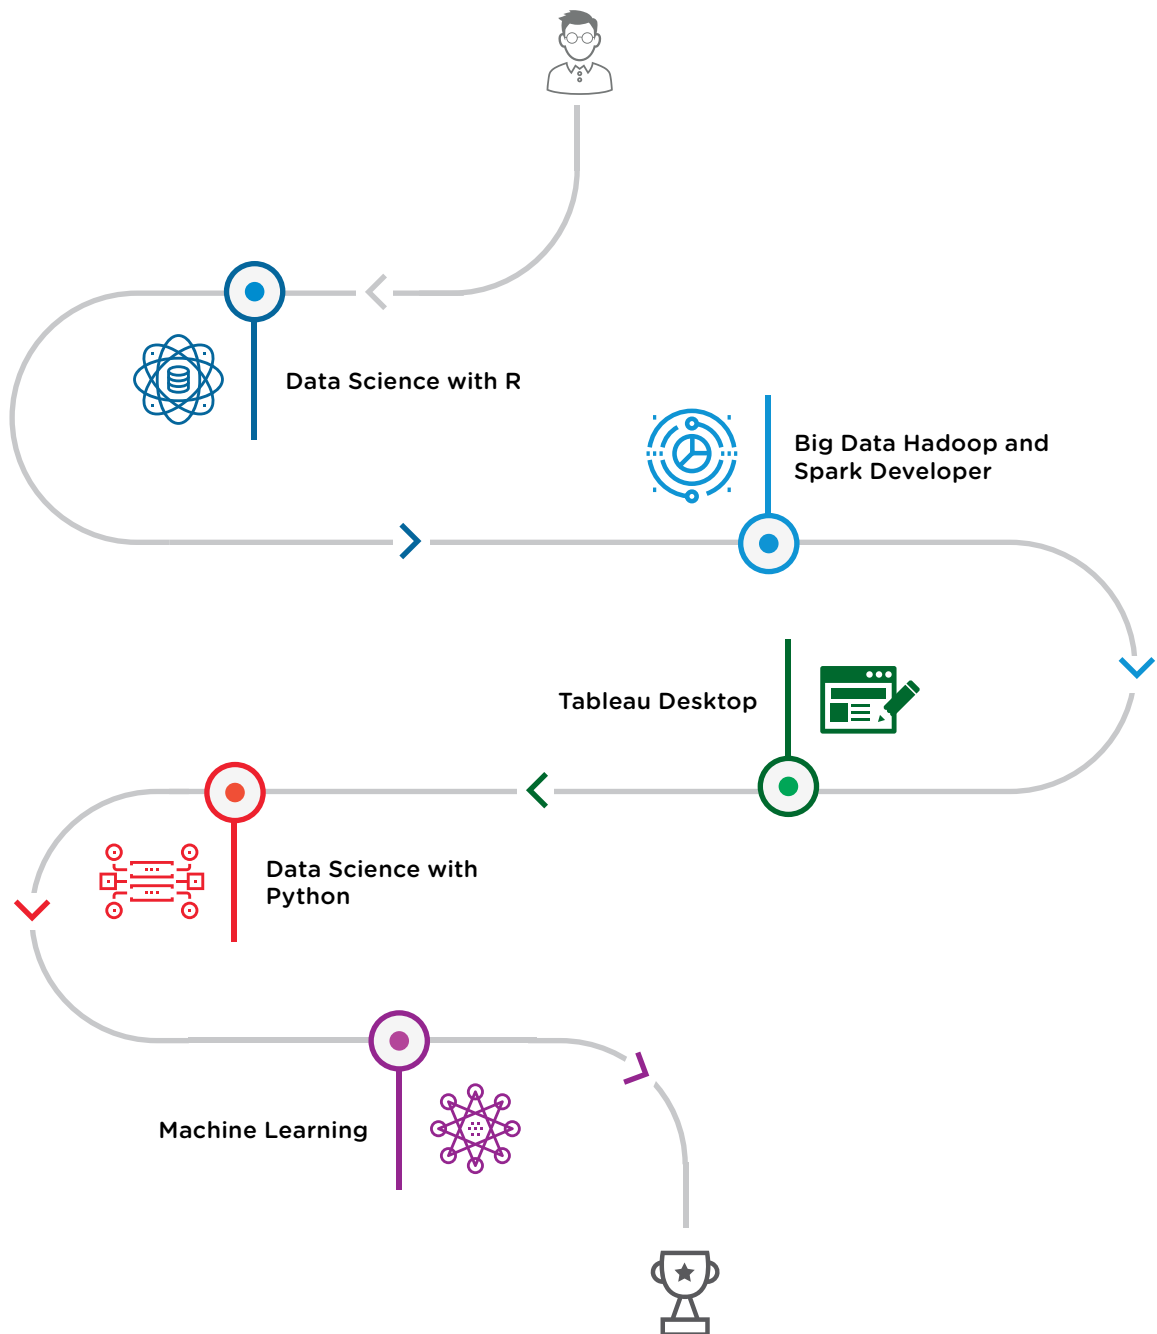 Data Science with R
Big Data Hadoop and
Spark Developer
Tableau Desktop
Data Science with
Python
Machine Learning